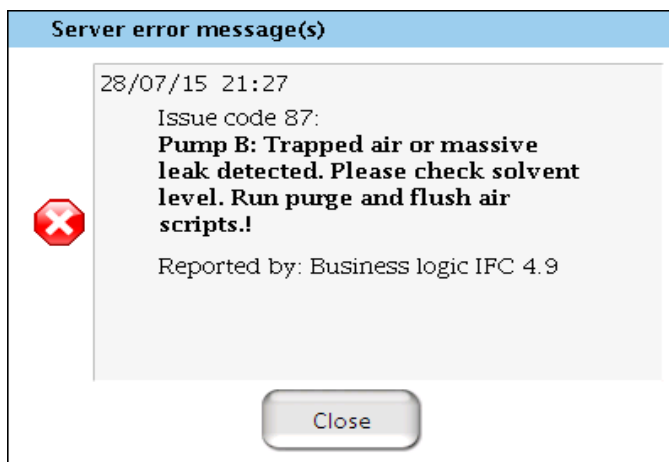 Server error message(s)
28/07/15 21:27
Issue code 87:
Pump B: Trapped air or massive
leak detected. Please check solvent
level. Run purge and flush air
scripts.!
Reported by: Business logic IFC 4.9
Close